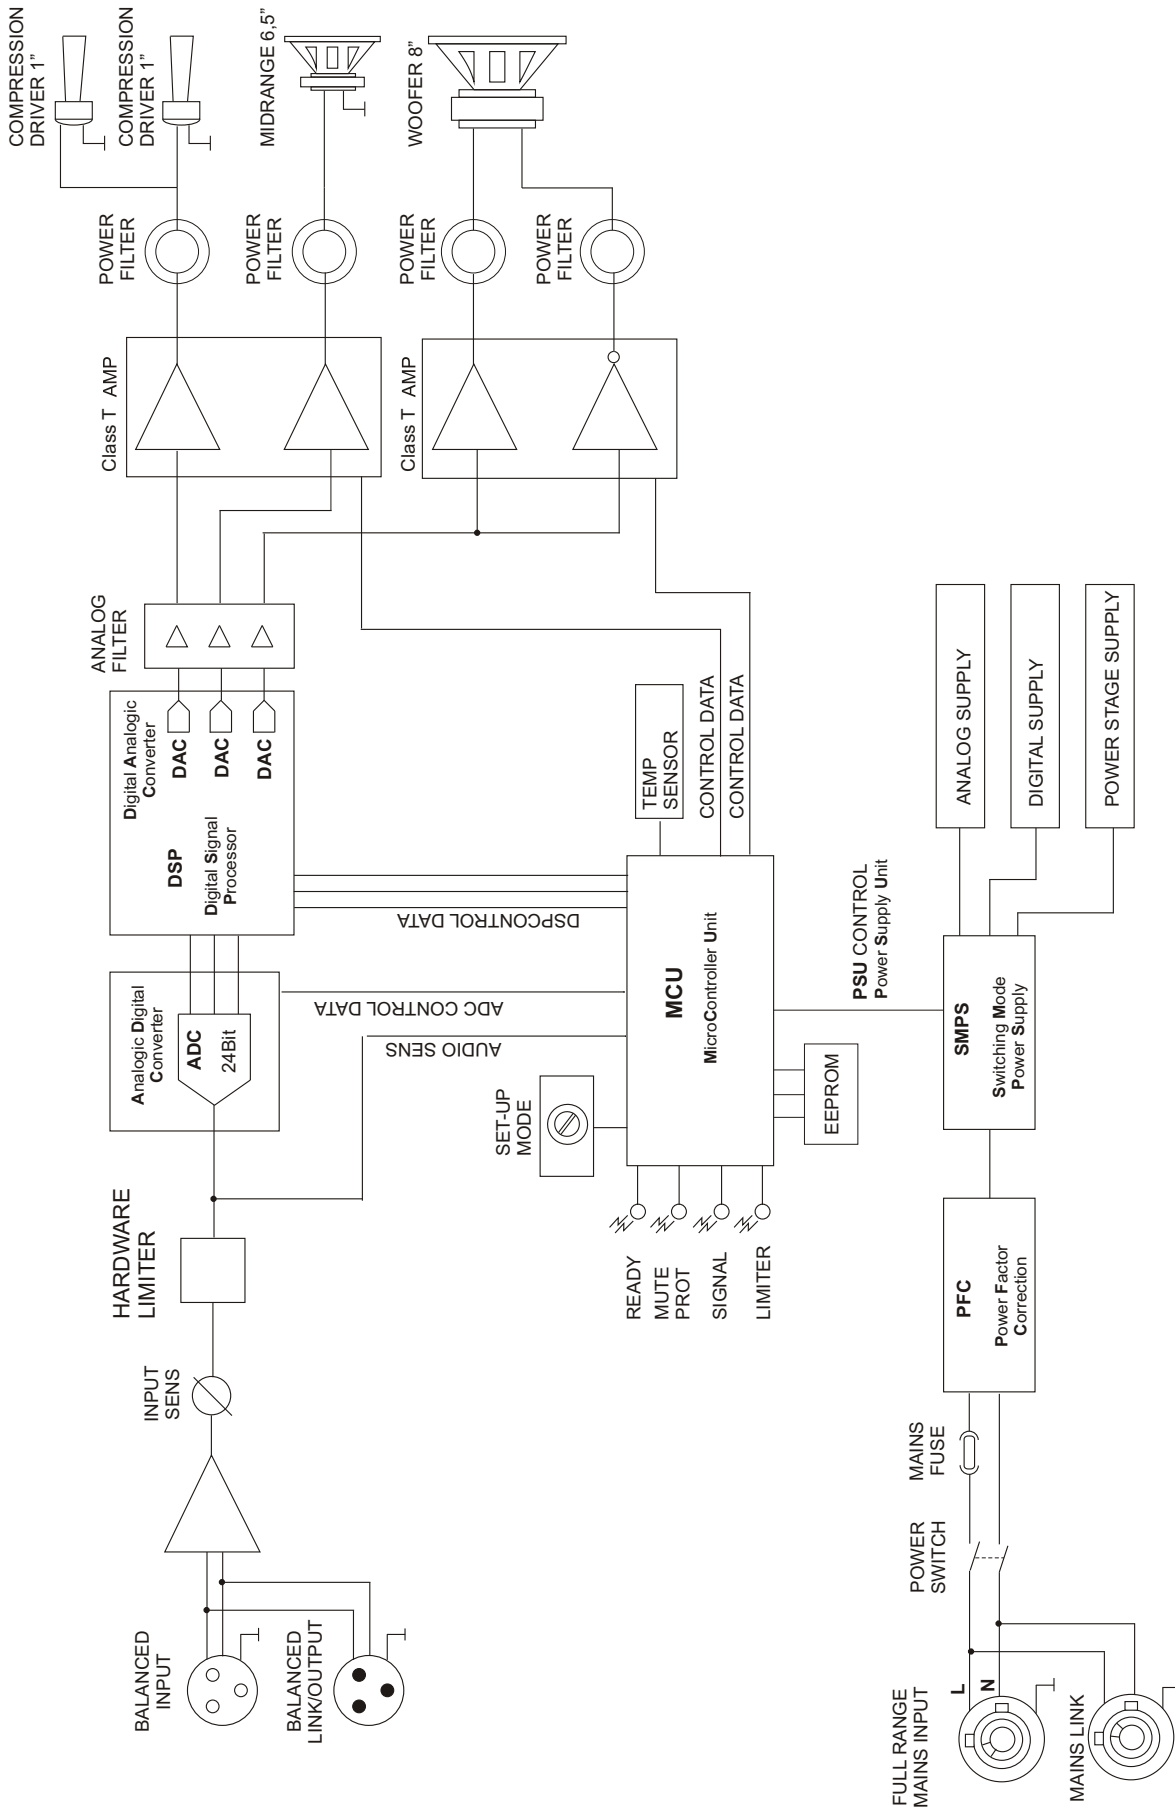 BALANCED
INPUT
BALANCED
LINK/OUTPUT
INPUT
SENS
HARDWARE
LIMITER
Analogic Digital
Converter
ADC
24Bit
Digital Analogic
Converter
DAC
DAC
DAC
DSP
Digital Signal
Processor
ANALOG
FILTER
Class T AMP
Class T AMP
POWER
FILTER
POWER
FILTER
POWER
FILTER
POWER
FILTER
COMPRESSION
DRIVER 1”
COMPRESSION
DRIVER 1”
MIDRANGE 6,5”
WOOFER 8”
DSPCONTROL DATA
ADC CONTROL DATA
AUDIO SENS
SET-UP
MODE
READY
MUTE
PROT
SIGNAL
LIMITER
MCU
MicroController Unit
TEMP
SENSOR
CONTROL DATA
CONTROL DATA
EEPROM
PSU CONTROL
Power Supply Unit
FULL RANGE
MAINS INPUT
L
N
MAINS LINK
POWER
SWITCH
MAINS
FUSE
PFC
Power Factor
Correction
SMPS
Switching Mode
Power Supply
ANALOG SUPPLY
DIGITAL SUPPLY
POWER STAGE SUPPLY